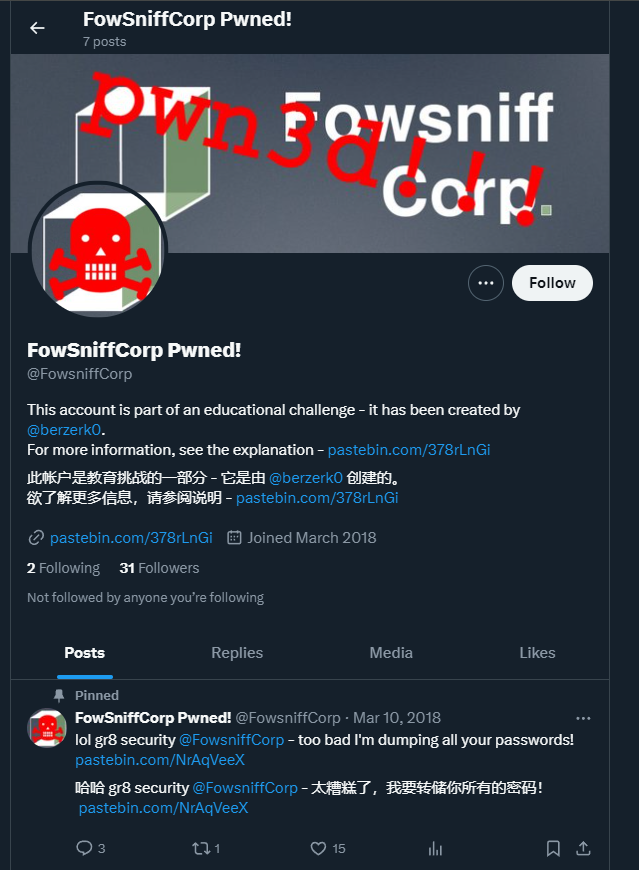 FowSniffCorp Pwned!
7 posts
Fowsniff
Corp.
pwn3d!!!
Follow
FowSniffCorp Pwned!
@FowsniffCorp
This account is part of an educational challenge - it has been created by
@berzerk0.
For more information, see the explanation - pastebin.com/378rLnGi
此帐户是教育挑战的一部分 - 它是由 @berzerk0 创建的。
欲了解更多信息，请参阅说明 - pastebin.com/378rLnGi
pastebin.com/378rLnGi Joined March 2018
2 Following 31 Followers
Not followed by anyone you’re following
Posts Replies Media Likes
Pinned
FowSniffCorp Pwned! @FowsniffCorp · Mar 10, 2018
lol gr8 security @FowsniffCorp - too bad I'm dumping all your passwords!
pastebin.com/NrAqVeeX
哈哈 gr8 security @FowsniffCorp - 太糟糕了，我要转储你所有的密码！
pastebin.com/NrAqVeeX
3 1 15